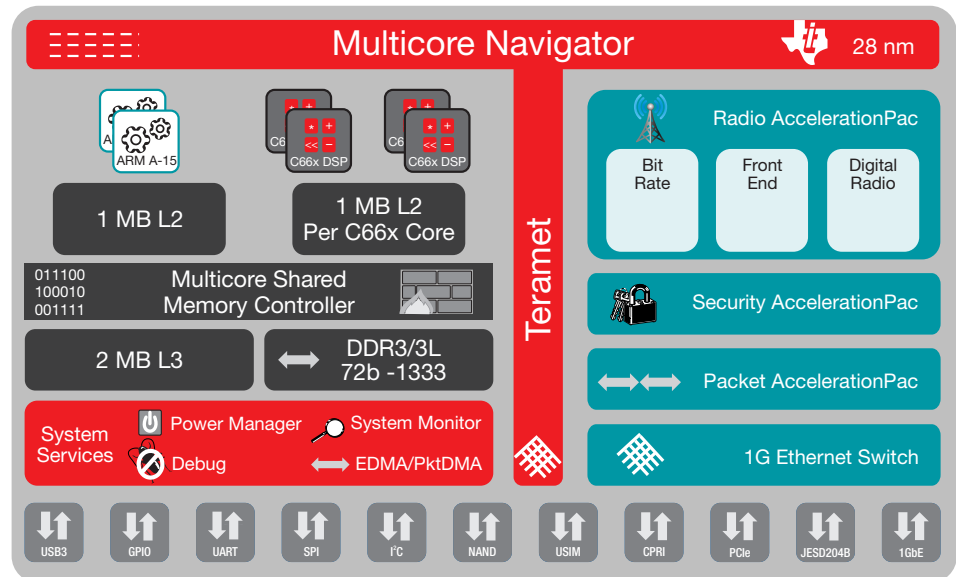 Multicore Navigator
ti
28 nm
A
ARM A-15
* +
C6
* +
<< −
C66x DSP
* +
C6
* +
<< −
C66x DSP
1 MB L2
1 MB L2
Per C66x Core
011100
100010
001111
Multicore Shared
Memory Controller
2 MB L3
DDR3/3L
72b -1333
System
Services
Power Manager
System Monitor
Debug
EDMA/PktDMA
Teramet
Radio AccelerationPac
Bit
Rate
Front
End
Digital
Radio
Security AccelerationPac
Packet AccelerationPac
1G Ethernet Switch
USB3
GPIO
UART
SPI
I²C
NAND
USIM
CPRI
PCIe
JESD204B
1GbE